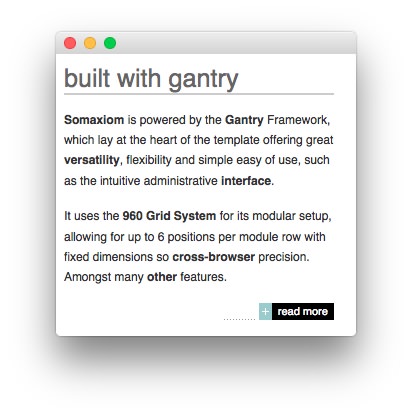 built with gantry
Somaxiom is powered by the Gantry Framework,
which lay at the heart of the template offering great
versatility, flexibility and simple easy of use, such
as the intuitive administrative interface.
It uses the 960 Grid System for its modular setup,
allowing for up to 6 positions per module row with
fixed dimensions so cross-browser precision.
Amongst many other features.
+ read more